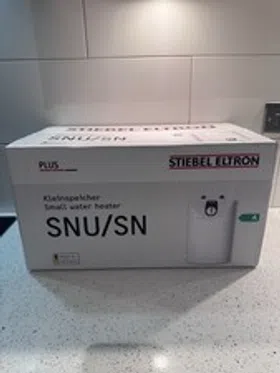 STIEBEL ELTRON
PLUS
STIEBEL ELTRON
Kleinspeicher
Small water heater
SNU/SN
A